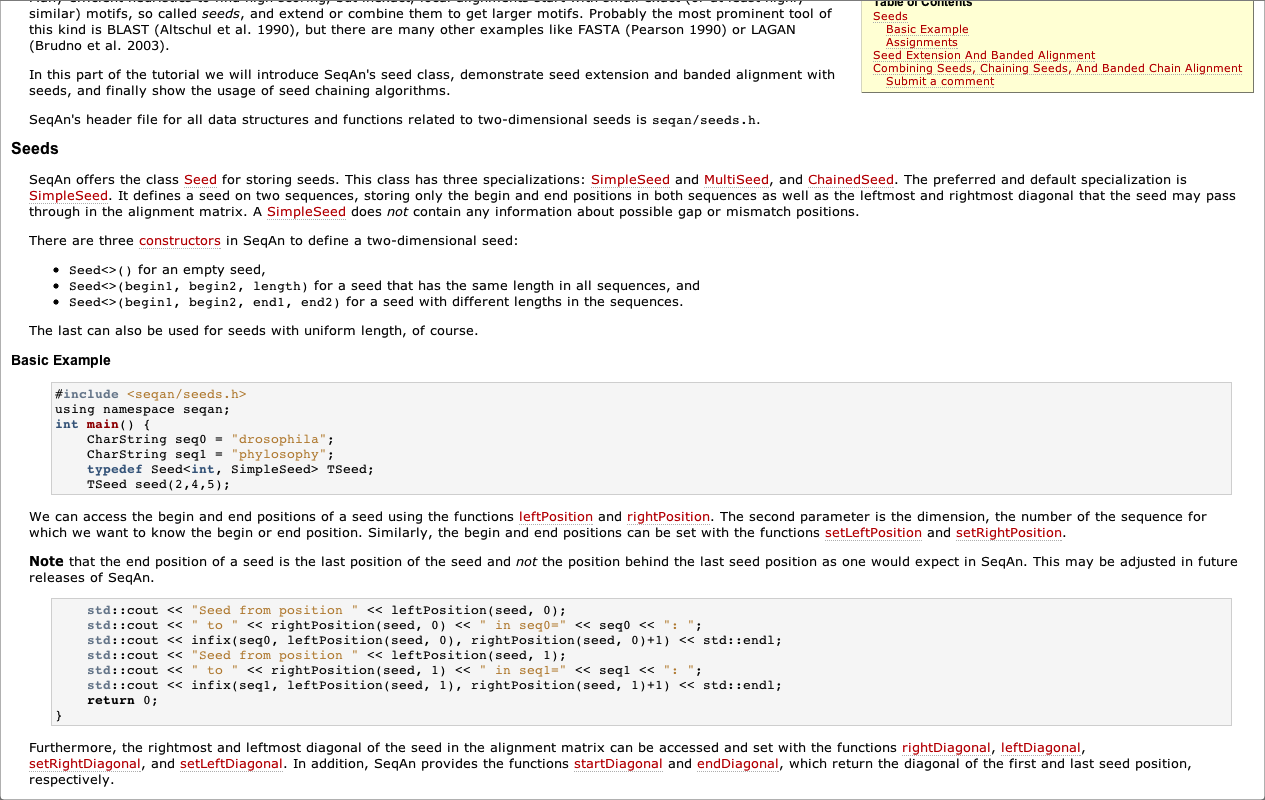 similar) motifs, so called seeds, and extend or combine them to get larger motifs. Probably the most prominent tool of
this kind is BLAST (Altschul et al. 1990), but there are many other examples like FASTA (Pearson 1990) or LAGAN
(Brudno et al. 2003).
In this part of the tutorial we will introduce SeqAn's seed class, demonstrate seed extension and banded alignment with
seeds, and finally show the usage of seed chaining algorithms.
SeqAn's header file for all data structures and functions related to two-dimensional seeds is seqan/seeds.h.
Table of Contents
Seeds
Basic Example
Assignments
Seed Extension And Banded Alignment
Combining Seeds, Chaining Seeds, And Banded Chain Alignment
Submit a comment
Seeds
SeqAn offers the class Seed for storing seeds. This class has three specializations: SimpleSeed and MultiSeed, and ChainedSeed. The preferred and default specialization is
SimpleSeed. It defines a seed on two sequences, storing only the begin and end positions in both sequences as well as the leftmost and rightmost diagonal that the seed may pass
through in the alignment matrix. A SimpleSeed does not contain any information about possible gap or mismatch positions.
There are three constructors in SeqAn to define a two-dimensional seed:
• Seed<>() for an empty seed,
• Seed<>(begin1, begin2, length) for a seed that has the same length in all sequences, and
• Seed<>(begin1, begin2, end1, end2) for a seed with different lengths in the sequences.
The last can also be used for seeds with uniform length, of course.
Basic Example
#include <seqan/seeds.h>
using namespace seqan;
int main() {
    CharString seq0 = "drosophila";
    CharString seq1 = "phylosophy";
    typedef Seed<int, SimpleSeed> TSeed;
    TSeed seed(2,4,5);
We can access the begin and end positions of a seed using the functions leftPosition and rightPosition. The second parameter is the dimension, the number of the sequence for
which we want to know the begin or end position. Similarly, the begin and end positions can be set with the functions setLeftPosition and setRightPosition.
Note that the end position of a seed is the last position of the seed and not the position behind the last seed position as one would expect in SeqAn. This may be adjusted in future
releases of SeqAn.
    std::cout << "Seed from position " << leftPosition(seed, 0);
    std::cout << " to " << rightPosition(seed, 0) << " in seq0=" << seq0 << ": ";
    std::cout << infix(seq0, leftPosition(seed, 0), rightPosition(seed, 0)+1) << std::endl;
    std::cout << "Seed from position " << leftPosition(seed, 1);
    std::cout << " to " << rightPosition(seed, 1) << " in seq1=" << seq1 << ": ";
    std::cout << infix(seq1, leftPosition(seed, 1), rightPosition(seed, 1)+1) << std::endl;
    return 0;
}
Furthermore, the rightmost and leftmost diagonal of the seed in the alignment matrix can be accessed and set with the functions rightDiagonal, leftDiagonal,
setRightDiagonal, and setLeftDiagonal. In addition, SeqAn provides the functions startDiagonal and endDiagonal, which return the diagonal of the first and last seed position,
respectively.